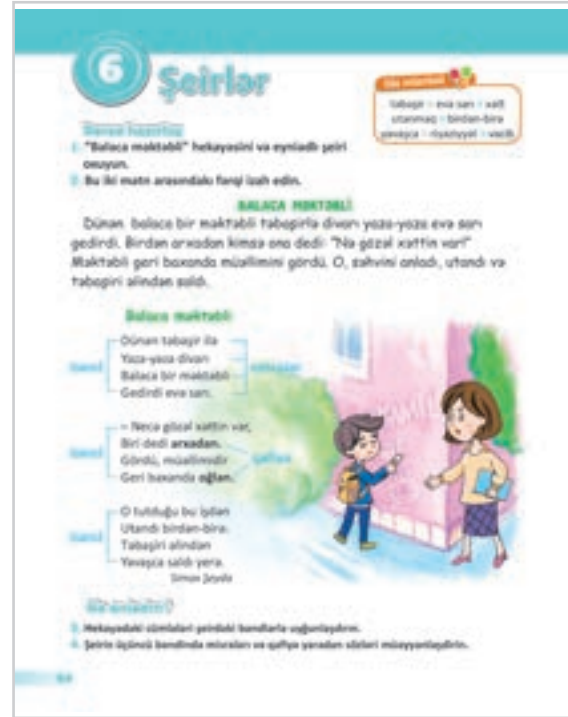 6
Şeirlər
Söz ehtiyatı
təbaşir • evə sarı • xətt
utanmaq • birdən-birə
yavaşca • riyaziyyat • vacib
Dərsə hazırlıq
1. "Balaca məktəbli" hekayəsini və eyniadlı şeiri
oxuyun.
2. Bu iki mətn arasındakı fərqi izah edin.
BALACA MƏKTƏBLİ
Dünən balaca bir məktəbli təbaşirlə divarı yaza-yaza evə sarı
gedirdi. Birdən arxadan kimsə ona dedi: "Nə gözəl xəttin var!"
Məktəbli geri baxanda müəllimini gördü. O, səhvini anladı, utandı və
təbaşiri əlindən saldı.
Balaca məktəbli
Dünən təbaşir ilə
Yaza-yaza divarı
Balaca bir məktəbli
Gedirdi evə sarı.
bənd
misralar
– Necə gözəl xəttin var,
Biri dedi arxadan.
Gördü, müəllimidir
Geri baxanda oğlan.
bənd
qafiyə
O tutduğu bu işdən
Utandı birdən-birə.
Təbaşiri əlindən
Yavaşca saldı yerə.
bənd
Nə anladın?
3. Hekayədəki cümlələri şeirdəki bəndlərlə uyğunlaşdırın.
4. Şeirin üçüncü bəndində misraları və qafiyə yaradan sözləri müəyyənləşdirin.